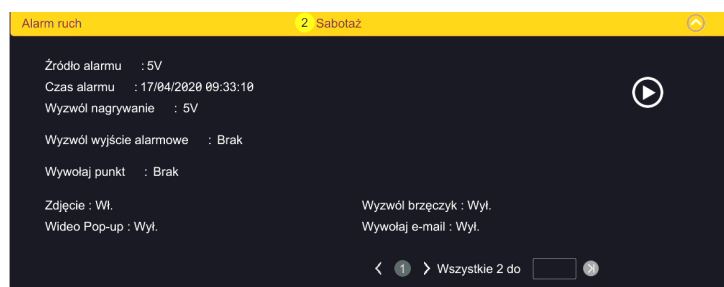 Alarm ruch 2 Sabotaż
Źródło alarmu : 5V
Czas alarmu : 17/04/2020 09:33:10
Wyzwól nagrywanie : 5V
Wyzwól wyjście alarmowe : Brak
Wywołaj punkt : Brak
Zdjęcie : Wł. Wyzwól brzęczyk : Wył.
Wideo Pop-up : Wył. Wywołaj e-mail : Wył.
1 Wszystkie 2 do